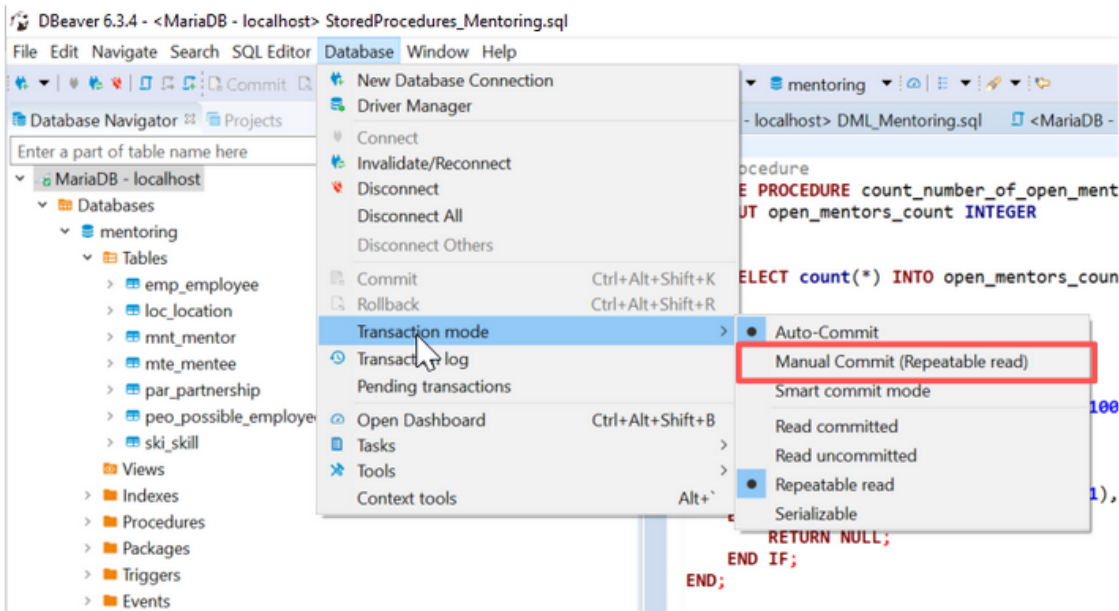 DBeaver 6.3.4 - <MariaDB - localhost> StoredProcedures_Mentoring.sql
File Edit Navigate Search SQL Editor Database Window Help
Commit
mentoring
Database Navigator Projects
- localhost> DML_Mentoring.sql <MariaDB -
Enter a part of table name here
MariaDB - localhost
Databases
mentoring
Tables
emp_employee
loc_location
mnt_mentor
mte_mentee
par_partnership
peo_possible_employe
ski_skill
Views
Indexes
Procedures
Packages
Triggers
Events
New Database Connection
Driver Manager
Connect
Invalidate/Reconnect
Disconnect
Disconnect All
Disconnect Others
Commit Ctrl+Alt+Shift+K
Rollback Ctrl+Alt+Shift+R
Transaction mode
log
Pending transactions
Open Dashboard Ctrl+Alt+Shift+B
Tasks
Tools
Context tools Alt+`
Auto-Commit
Manual Commit (Repeatable read)
Smart commit mode
Read committed
Read uncommitted
Repeatable read
Serializable
ocedure
E PROCEDURE count_number_of_open_ment
UT open_mentors_count INTEGER
ELECT count(*) INTO open_mentors_coun
100
1),
RETURN NULL;
END IF;
END;